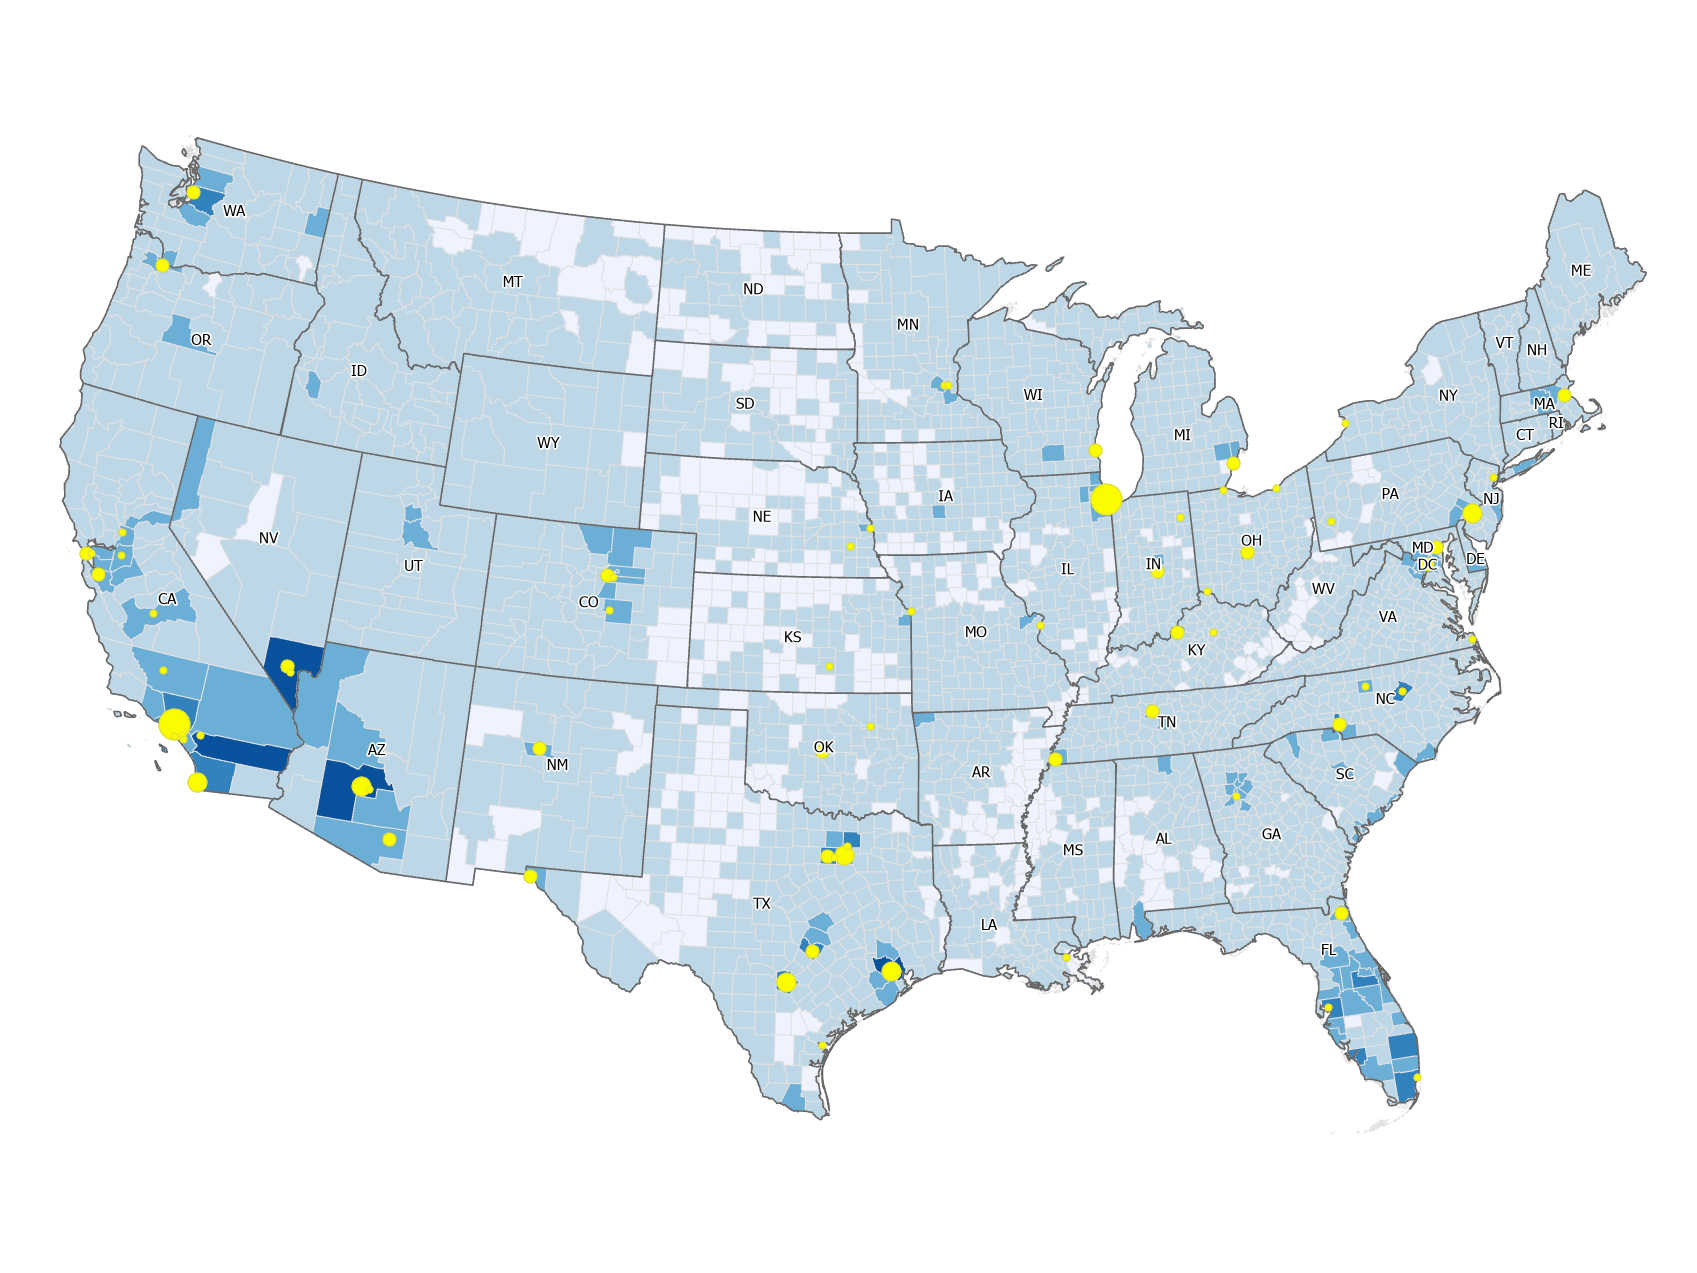 WA
MT
ND
MN
ME
OR
ID
SD
WI
MI
NY
VT
NH
MA
RI
CT
WY
IA
NE
PA
NJ
NV
UT
CO
IL
IN
OH
MD
DC
DE
CA
KS
MO
KY
WV
VA
AZ
NM
OK
AR
TN
NC
SC
TX
LA
MS
AL
GA
FL